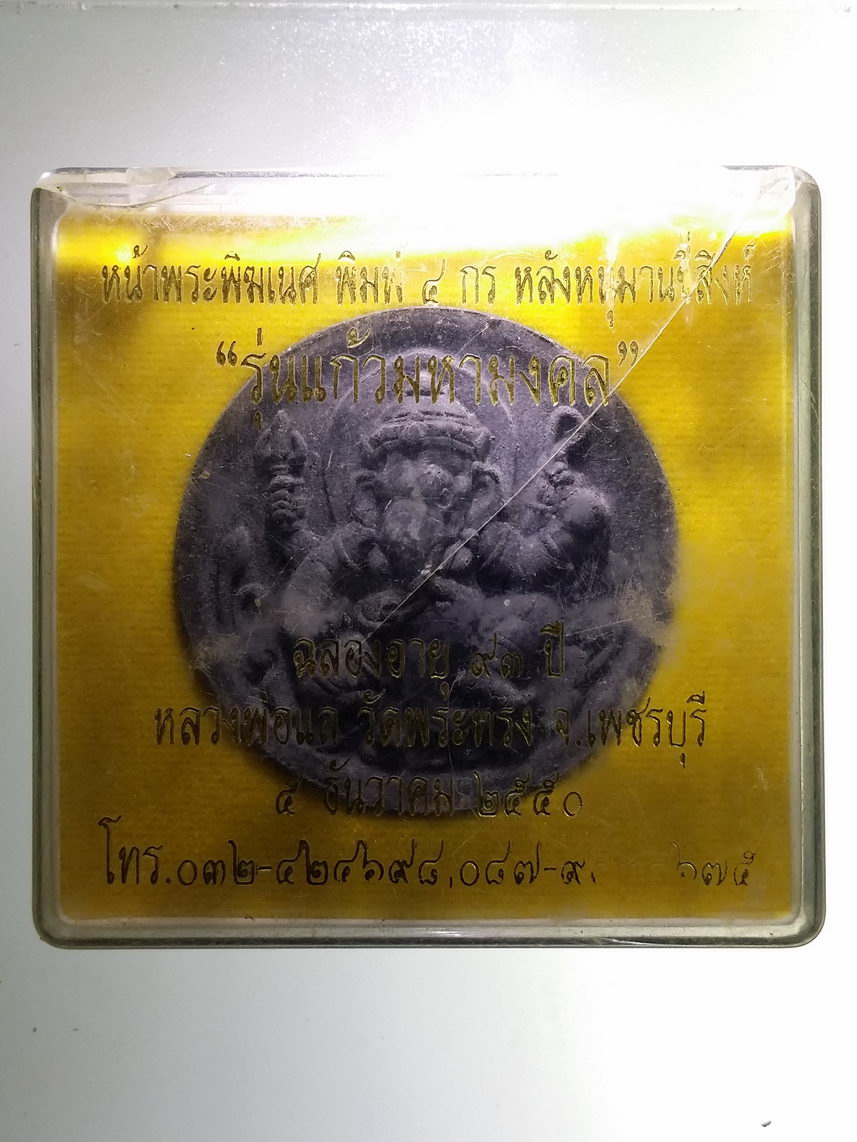 หน้าพระพิฆเนศ พิมพ์ ๔ กร หลังหนุมานขี่สิงห์
“รุ่นแก้วมหามงคล”
ฉลองอายุ ๙๓ ปี
หลวงพ่อแล วัดพระทรง จ.เพชรบุรี
๕ ธันวาคม ๒๕๕๐
โทร.๐๓๒-๔๒๔๖๙๘,๐๘๗-๙ ๖๗๕